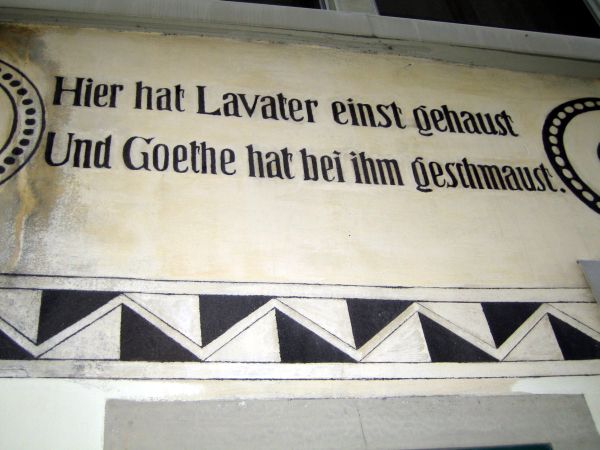 Hier hat Lavater einst gehaust
Und Goethe hat bei ihm geschmaust.